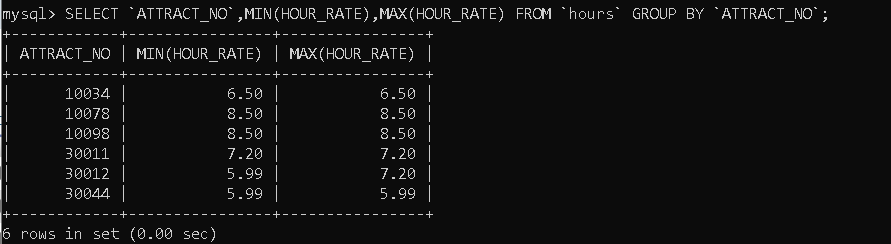 mysql> SELECT `ATTRACT_NO`,MIN(HOUR_RATE),MAX(HOUR_RATE) FROM `hours` GROUP BY `ATTRACT_NO`;
+------------+----------------+----------------+
| ATTRACT_NO | MIN(HOUR_RATE) | MAX(HOUR_RATE) |
+------------+----------------+----------------+
|      10034 |           6.50 |           6.50 |
|      10078 |           8.50 |           8.50 |
|      10098 |           8.50 |           8.50 |
|      30011 |           7.20 |           7.20 |
|      30012 |           5.99 |           7.20 |
|      30044 |           5.99 |           5.99 |
+------------+----------------+----------------+
6 rows in set (0.00 sec)